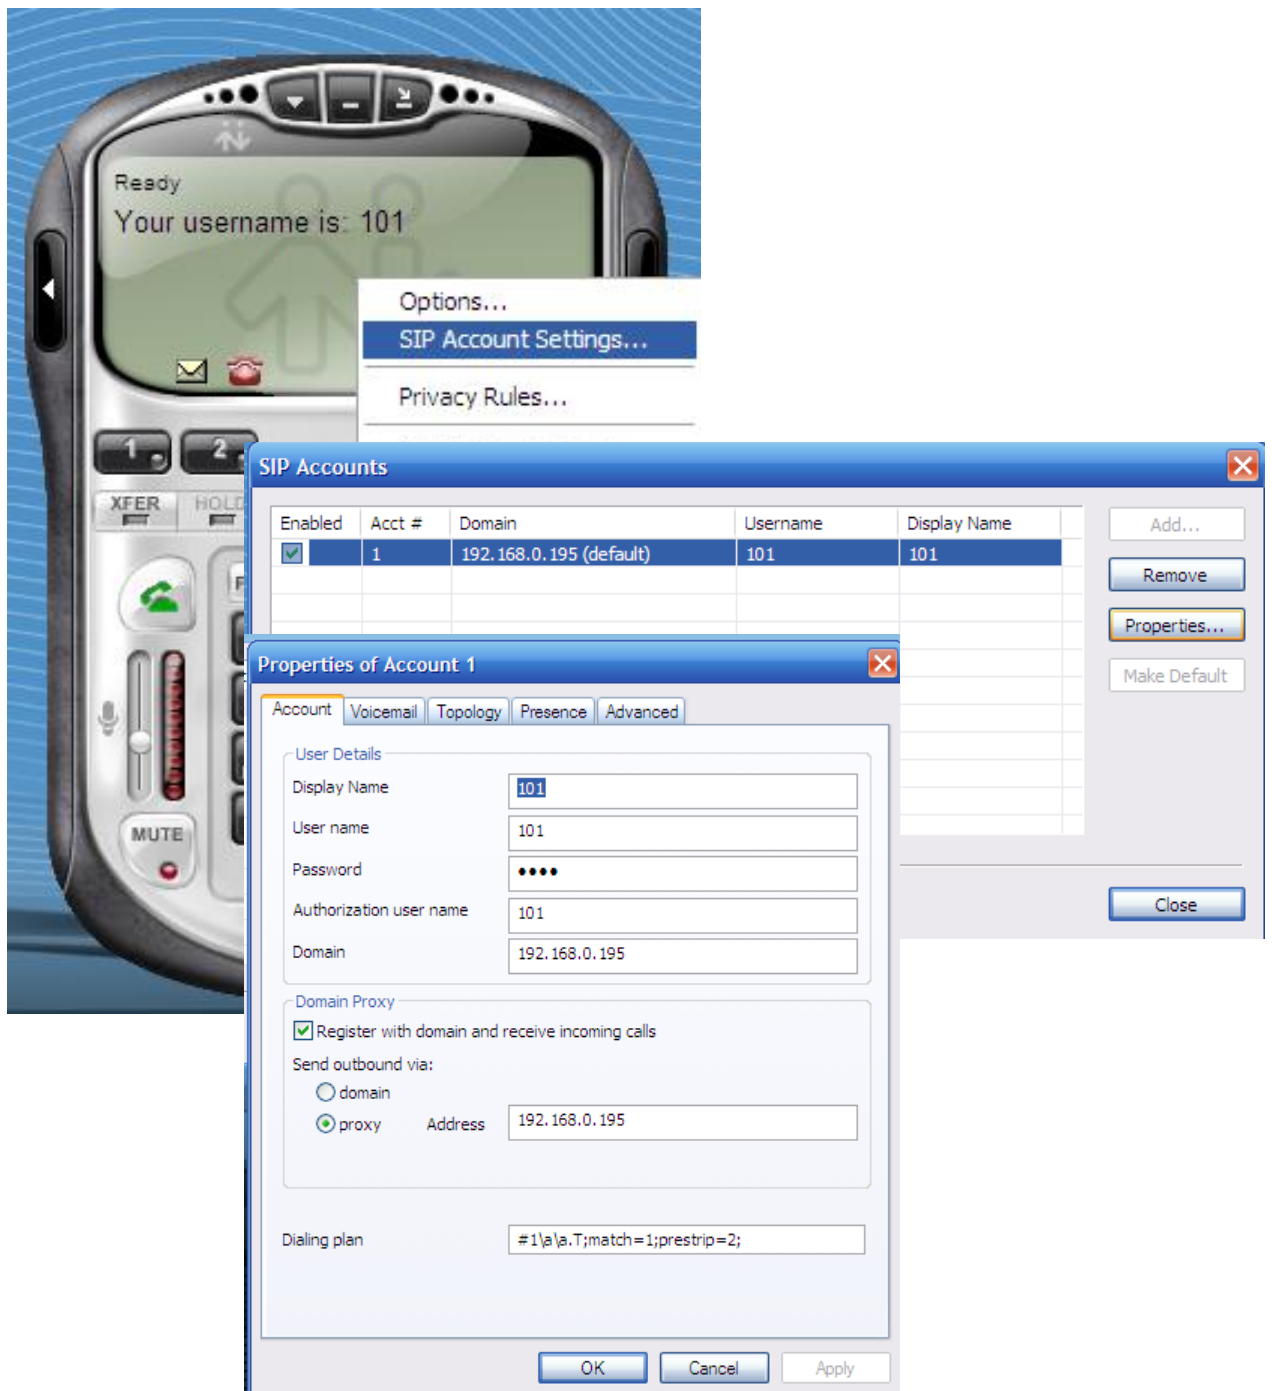 Ready
Your username is: 101
Options...
SIP Account Settings...
Privacy Rules...
1 2
XFER HOLD
MUTE
SIP Accounts
Enabled Acct # Domain Username Display Name
1 192.168.0.195 (default) 101 101
Add...
Remove
Properties...
Make Default
Close
Properties of Account 1
Account Voicemail Topology Presence Advanced
User Details
Display Name 101
User name 101
Password ••••
Authorization user name 101
Domain 192.168.0.195
Domain Proxy
Register with domain and receive incoming calls
Send outbound via:
domain
proxy Address 192.168.0.195
Dialing plan #1\a\a.T;match=1;prestrip=2;
OK Cancel Apply